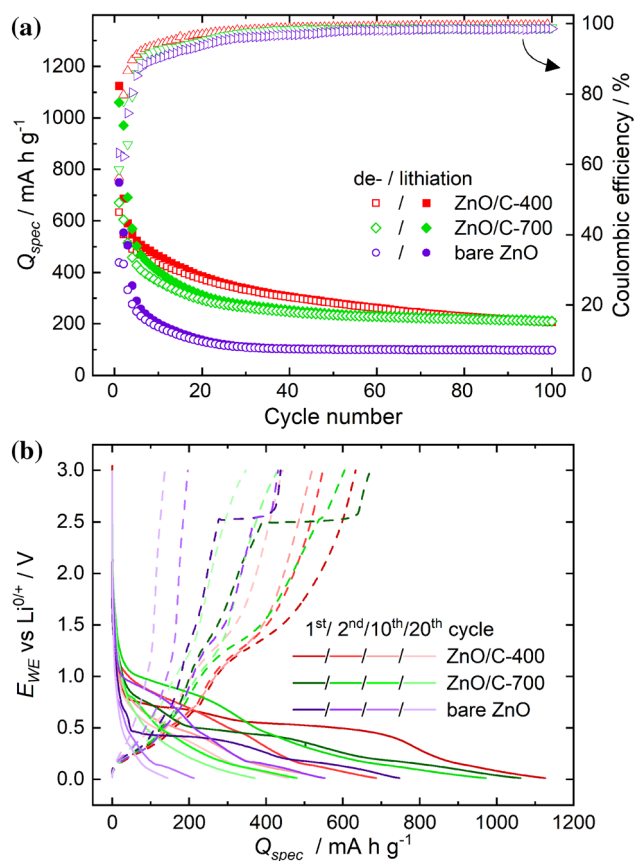 (a)
1200
1000
800
600
400
200
0
Q_spec / mA h g⁻¹
100
80
60
40
20
0
Coulombic efficiency / %
de- / lithiation
/ ZnO/C-400
/ ZnO/C-700
/ bare ZnO
0 20 40 60 80 100
Cycle number
(b)
3.0
2.5
2.0
1.5
1.0
0.5
0.0
E_WE vs Li⁰/⁺ / V
1ˢᵗ/ 2ⁿᵈ/10ᵗʰ/20ᵗʰ cycle
/ / / ZnO/C-400
/ / / ZnO/C-700
/ / / bare ZnO
0 200 400 600 800 1000 1200
Q_spec / mA h g⁻¹